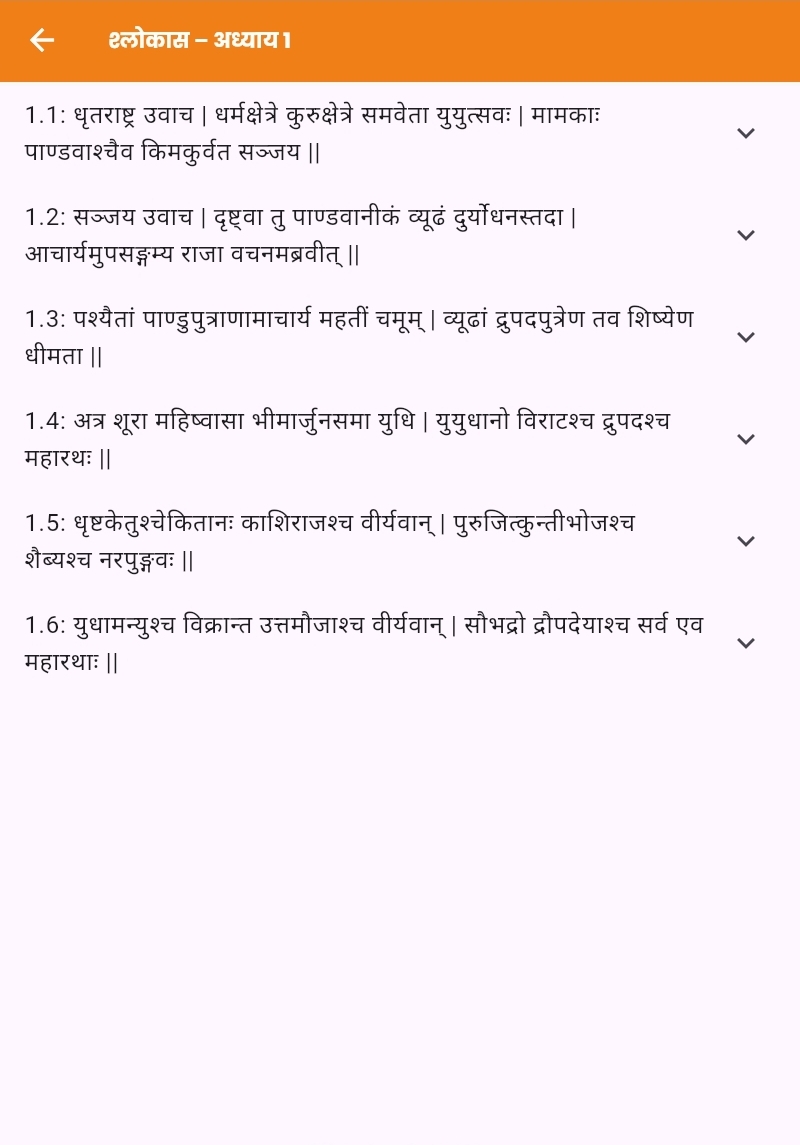 श्लोकास – अध्याय 1
1.1: धृतराष्ट्र उवाच | धर्मक्षेत्रे कुरुक्षेत्रे समवेता युयुत्सवः | मामकाः
पाण्डवाश्चैव किमकुर्वत सञ्जय ||
1.2: सञ्जय उवाच | दृष्ट्वा तु पाण्डवानीकं व्यूढं दुर्योधनस्तदा |
आचार्यमुपसङ्गम्य राजा वचनमब्रवीत् ||
1.3: पश्यैतां पाण्डुपुत्राणामाचार्य महतीं चमूम् | व्यूढां द्रुपदपुत्रेण तव शिष्येण
धीमता ||
1.4: अत्र शूरा महिष्वासा भीमार्जुनसमा युधि | युयुधानो विराटश्च द्रुपदश्च
महारथः ||
1.5: धृष्टकेतुश्चेकितानः काशिराजश्च वीर्यवान् | पुरुजित्कुन्तीभोजश्च
शैब्यश्च नरपुङ्गवः ||
1.6: युधामन्युश्च विक्रान्त उत्तमौजाश्च वीर्यवान् | सौभद्रो द्रौपदेयाश्च सर्व एव
महारथाः ||